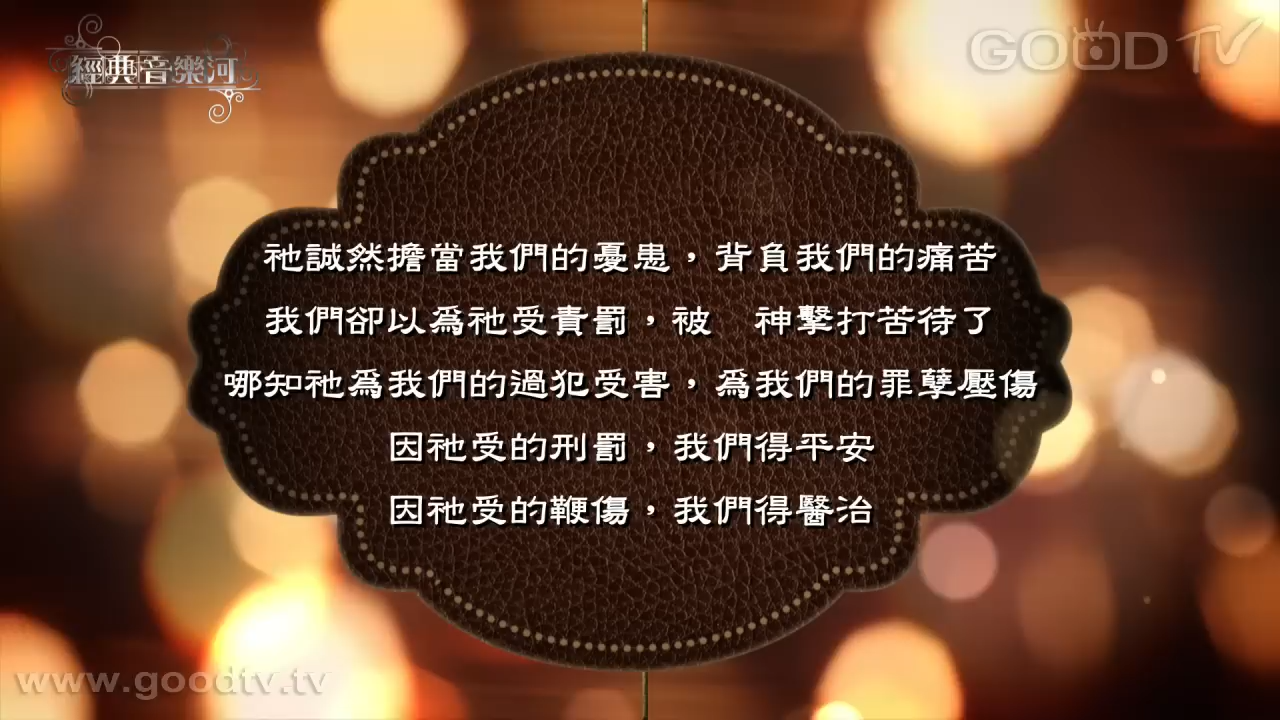 經典音樂河
GOOD TV
祂誠然擔當我們的憂患，背負我們的痛苦
我們卻以為祂受責罰，被　神擊打苦待了
哪知祂為我們的過犯受害，為我們的罪孽壓傷
因祂受的刑罰，我們得平安
因祂受的鞭傷，我們得醫治
www.goodtv.tv